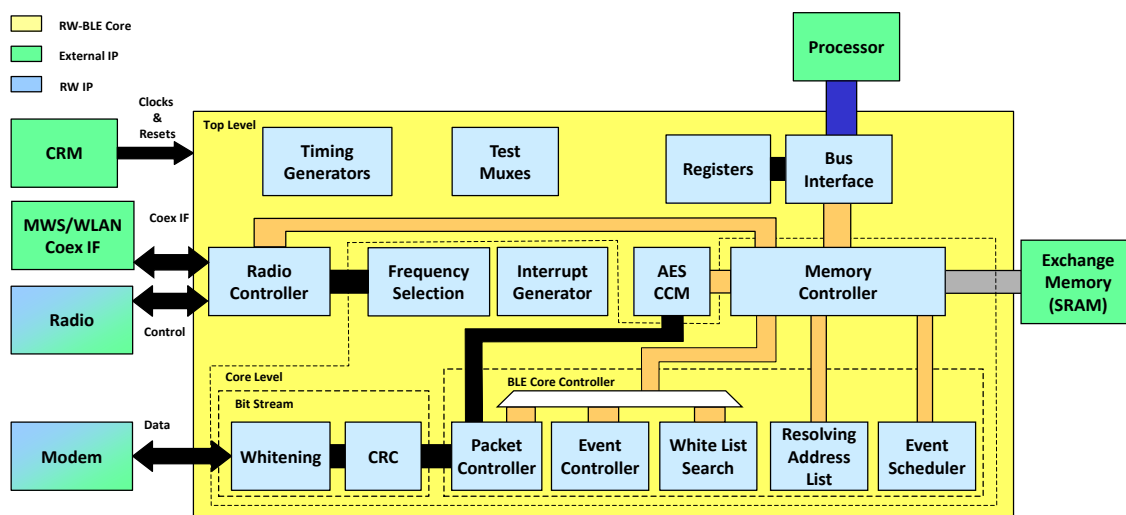 RW-BLE Core
External IP
RW IP
Processor
Clocks
&
Resets
CRM
Top Level
Timing
Generators
Test
Muxes
Registers
Bus
Interface
MWS/WLAN
Coex IF
Coex IF
Radio
Controller
Frequency
Selection
Interrupt
Generator
AES
CCM
Memory
Controller
Exchange
Memory
(SRAM)
Radio
Control
Core Level
BLE Core Controller
Bit Stream
Data
Modem
Whitening
CRC
Packet
Controller
Event
Controller
White List
Search
Resolving
Address
List
Event
Scheduler